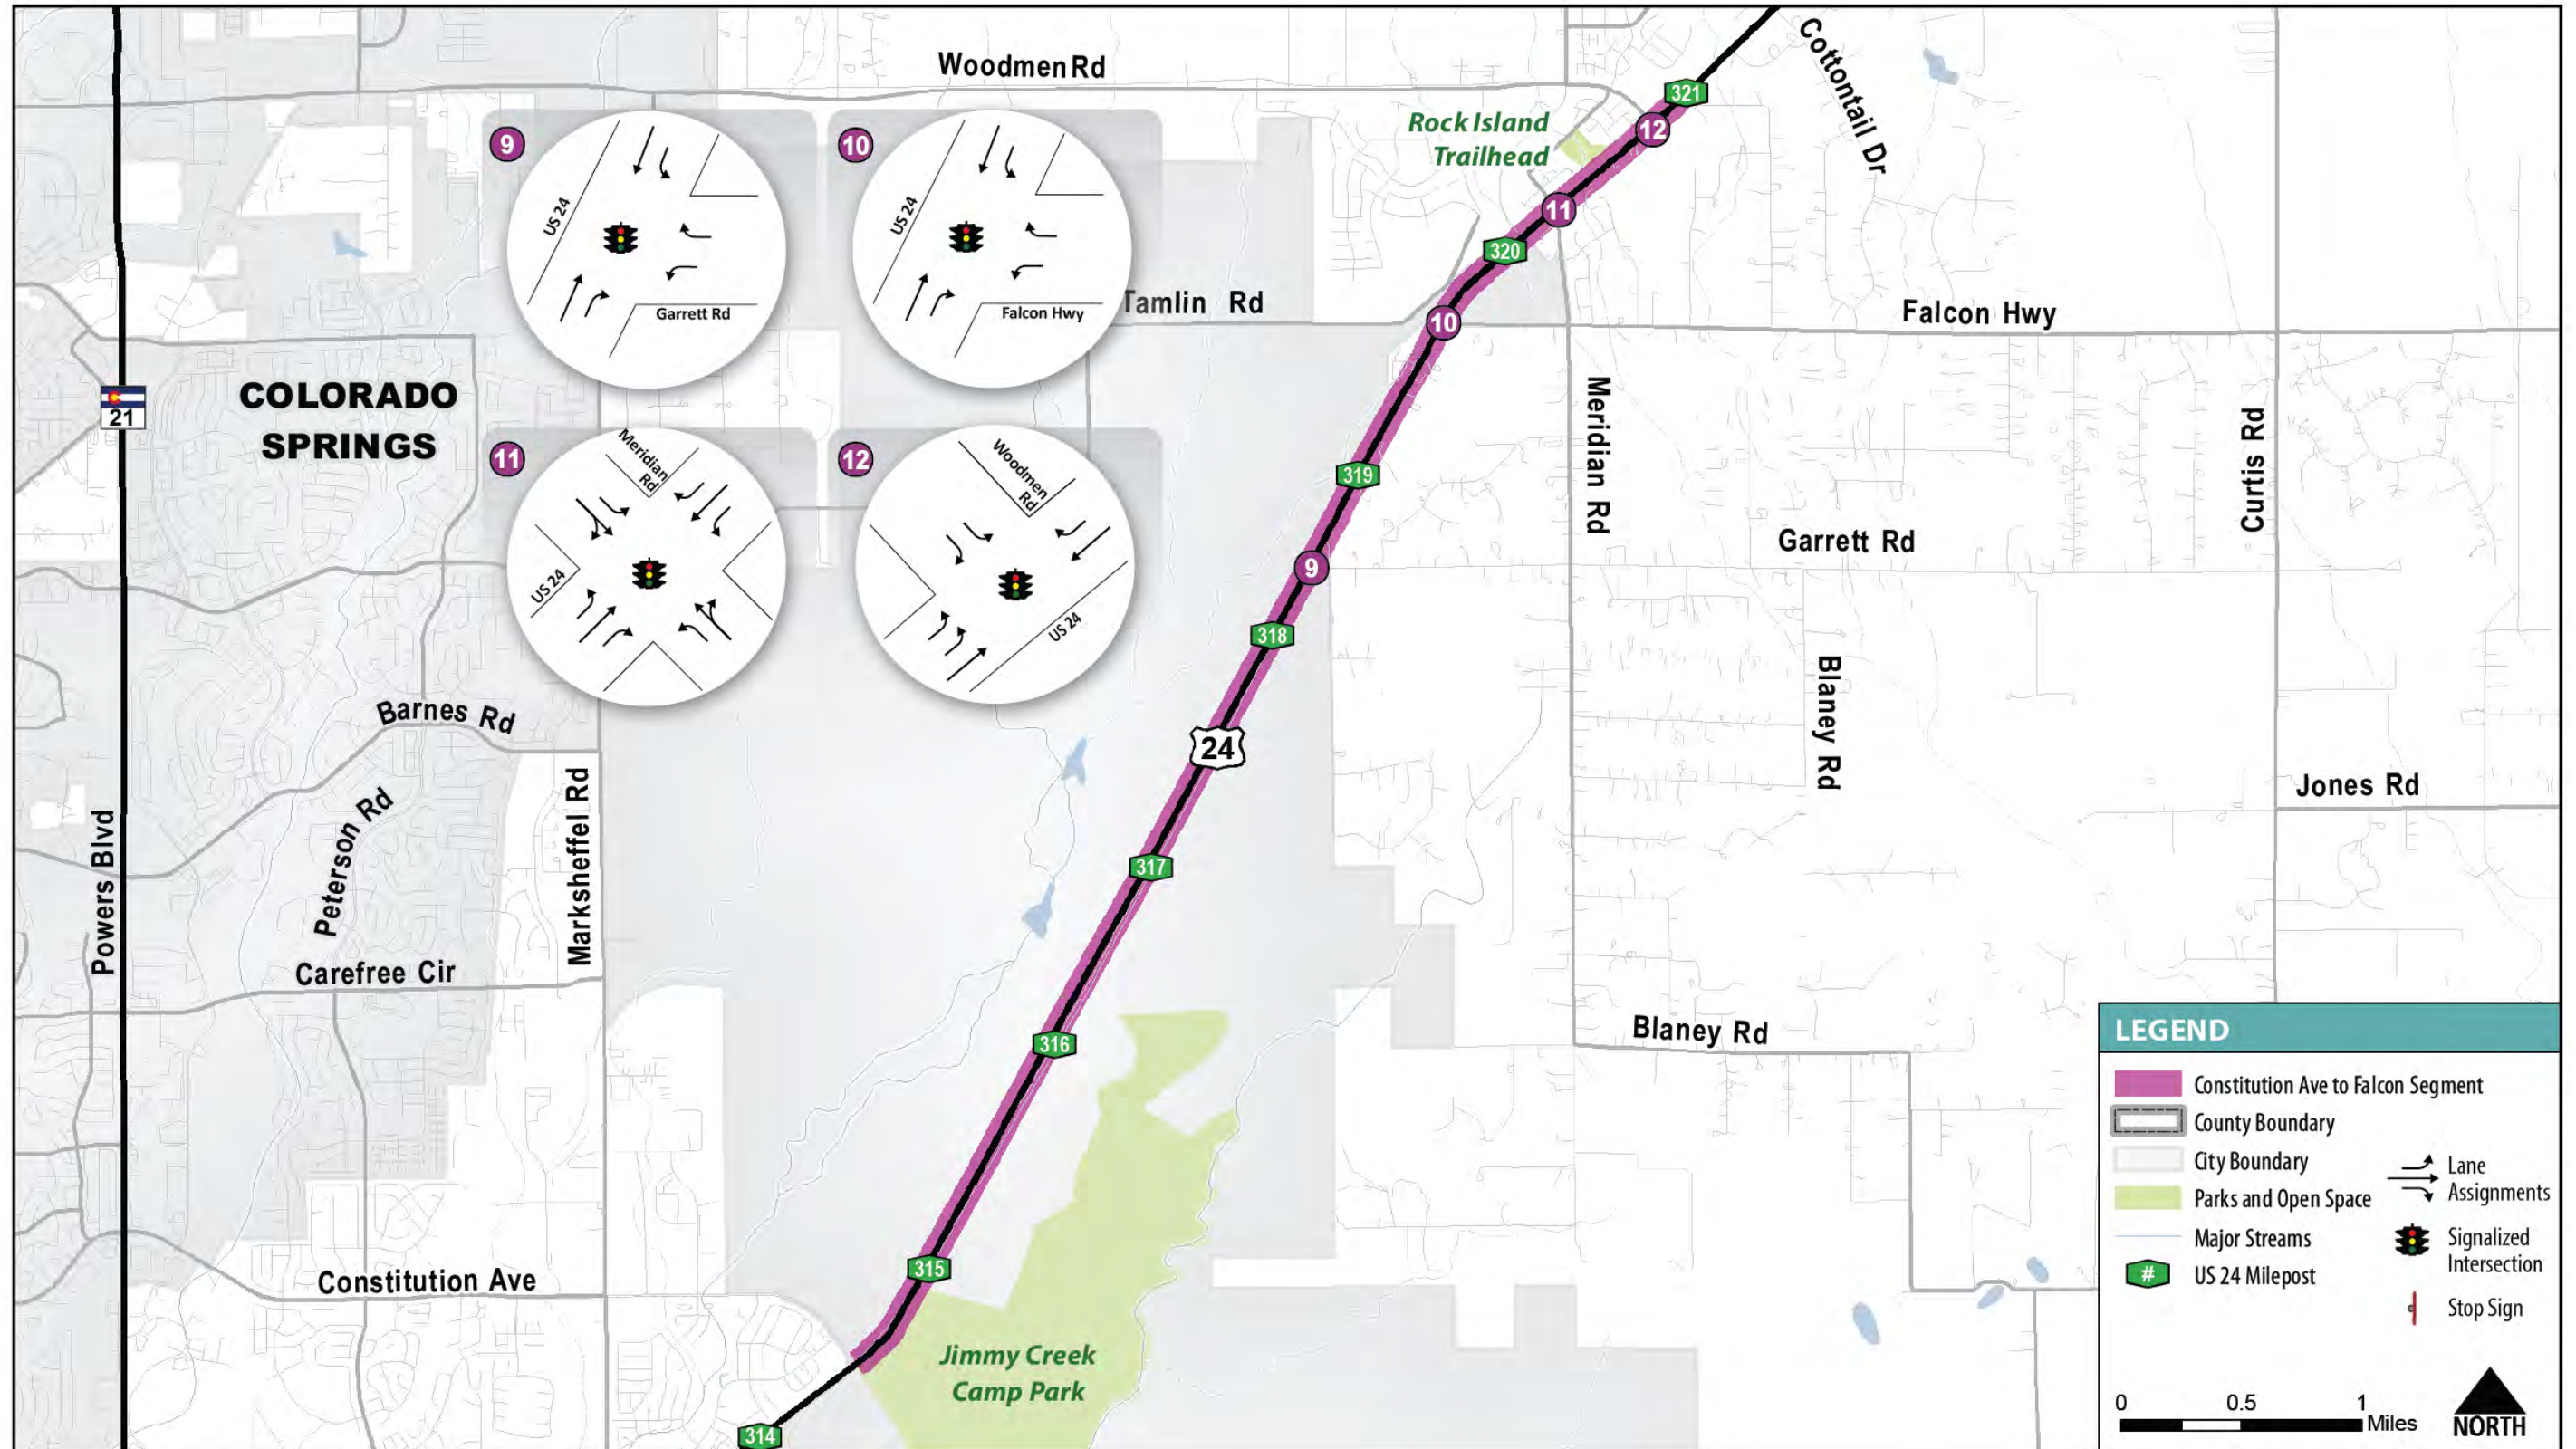 Woodmen Rd
Cottontail Dr
321
12
Rock Island
Trailhead
11
320
Tamlin Rd
10
Falcon Hwy
9
US 24
Garrett Rd
10
US 24
Falcon Hwy
11
Meridian
Rd
US 24
12
Woodmen
Rd
US 24
21
COLORADO
SPRINGS
Meridian Rd
Curtis Rd
319
Garrett Rd
9
318
Blaney Rd
24
Barnes Rd
Peterson Rd
Marksheffel Rd
Powers Blvd
Jones Rd
317
Carefree Cir
316
Blaney Rd
315
Constitution Ave
Jimmy Creek
Camp Park
314
LEGEND
Constitution Ave to Falcon Segment
County Boundary
City Boundary
Parks and Open Space
Major Streams
#
US 24 Milepost
Lane
Assignments
Signalized
Intersection
Stop Sign
0 0.5 1
Miles
NORTH